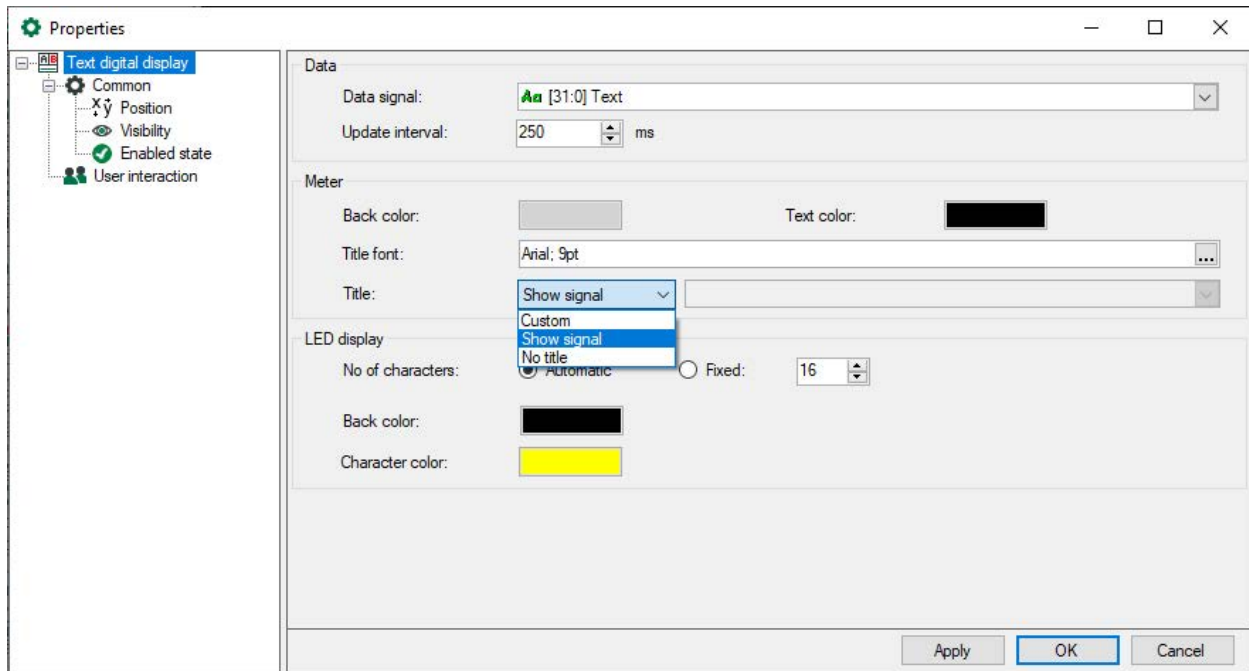 Properties
Text digital display
Common
Position
Visibility
Enabled state
User interaction
Data
Data signal: Aa [31:0] Text
Update interval: 250 ms
Meter
Back color: Text color:
Title font: Arial; 9pt ...
Title: Show signal
Custom
Show signal
No title
LED display
No of characters: Automatic Fixed: 16
Back color:
Character color:
Apply OK Cancel